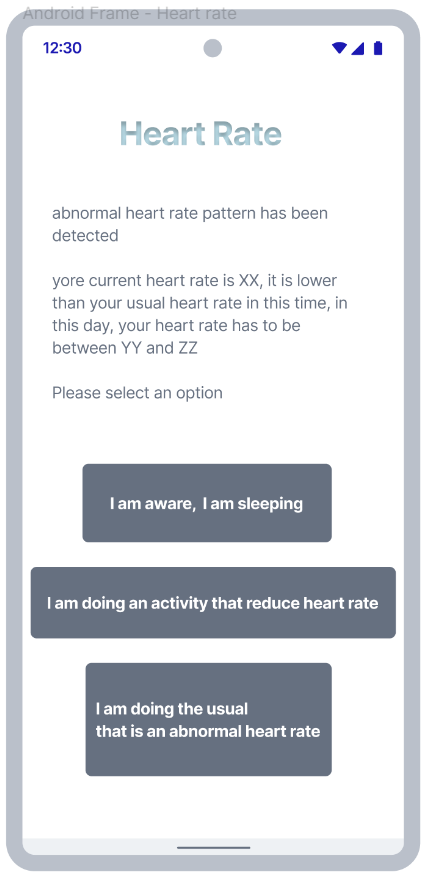 Android Frame - Heart rate
12:30
Heart Rate
abnormal heart rate pattern has been
detected
yore current heart rate is XX, it is lower
than your usual heart rate in this time, in
this day, your heart rate has to be
between YY and ZZ
Please select an option
I am aware, I am sleeping
I am doing an activity that reduce heart rate
I am doing the usual
that is an abnormal heart rate